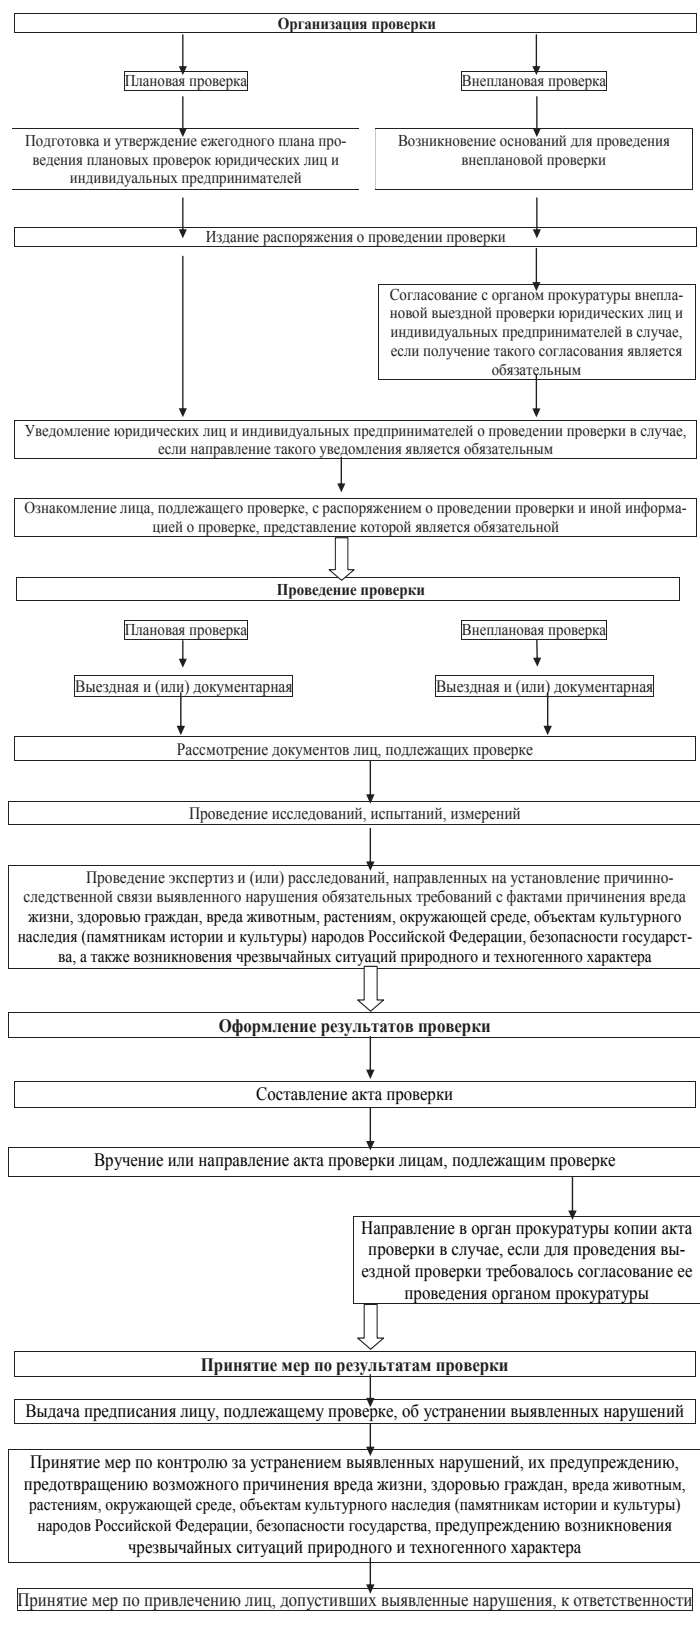 Организация проверки
Плановая проверка
Внеплановая проверка
Подготовка и утверждение ежегодного плана про-
ведения плановых проверок юридических лиц и
индивидуальных предпринимателей
Возникновение оснований для проведения
внеплановой проверки
Издание распоряжения о проведении проверки
Согласование с органом прокуратуры внепла-
новой выездной проверки юридических лиц и
индивидуальных предпринимателей в случае,
если получение такого согласования является
обязательным
Уведомление юридических лиц и индивидуальных предпринимателей о проведении проверки в случае,
если направление такого уведомления является обязательным
Ознакомление лица, подлежащего проверке, с распоряжением о проведении проверки и иной информа-
цией о проверке, представление которой является обязательной
Проведение проверки
Плановая проверка
Внеплановая проверка
Выездная и (или) документарная
Выездная и (или) документарная
Рассмотрение документов лиц, подлежащих проверке
Проведение исследований, испытаний, измерений
Проведение экспертиз и (или) расследований, направленных на установление причинно-
следственной связи выявленного нарушения обязательных требований с фактами причинения вреда
жизни, здоровью граждан, вреда животным, растениям, окружающей среде, объектам культурного
наследия (памятникам истории и культуры) народов Российской Федерации, безопасности государст-
ва, а также возникновения чрезвычайных ситуаций природного и техногенного характера
Оформление результатов проверки
Составление акта проверки
Вручение или направление акта проверки лицам, подлежащим проверке
Направление в орган прокуратуры копии акта
проверки в случае, если для проведения вы-
ездной проверки требовалось согласование ее
проведения органом прокуратуры
Принятие мер по результатам проверки
Выдача предписания лицу, подлежащему проверке, об устранении выявленных нарушений
Принятие мер по контролю за устранением выявленных нарушений, их предупреждению,
предотвращению возможного причинения вреда жизни, здоровью граждан, вреда животным,
растениям, окружающей среде, объектам культурного наследия (памятникам истории и культуры)
народов Российской Федерации, безопасности государства, предупреждению возникновения
чрезвычайных ситуаций природного и техногенного характера
Принятие мер по привлечению лиц, допустивших выявленные нарушения, к ответственности